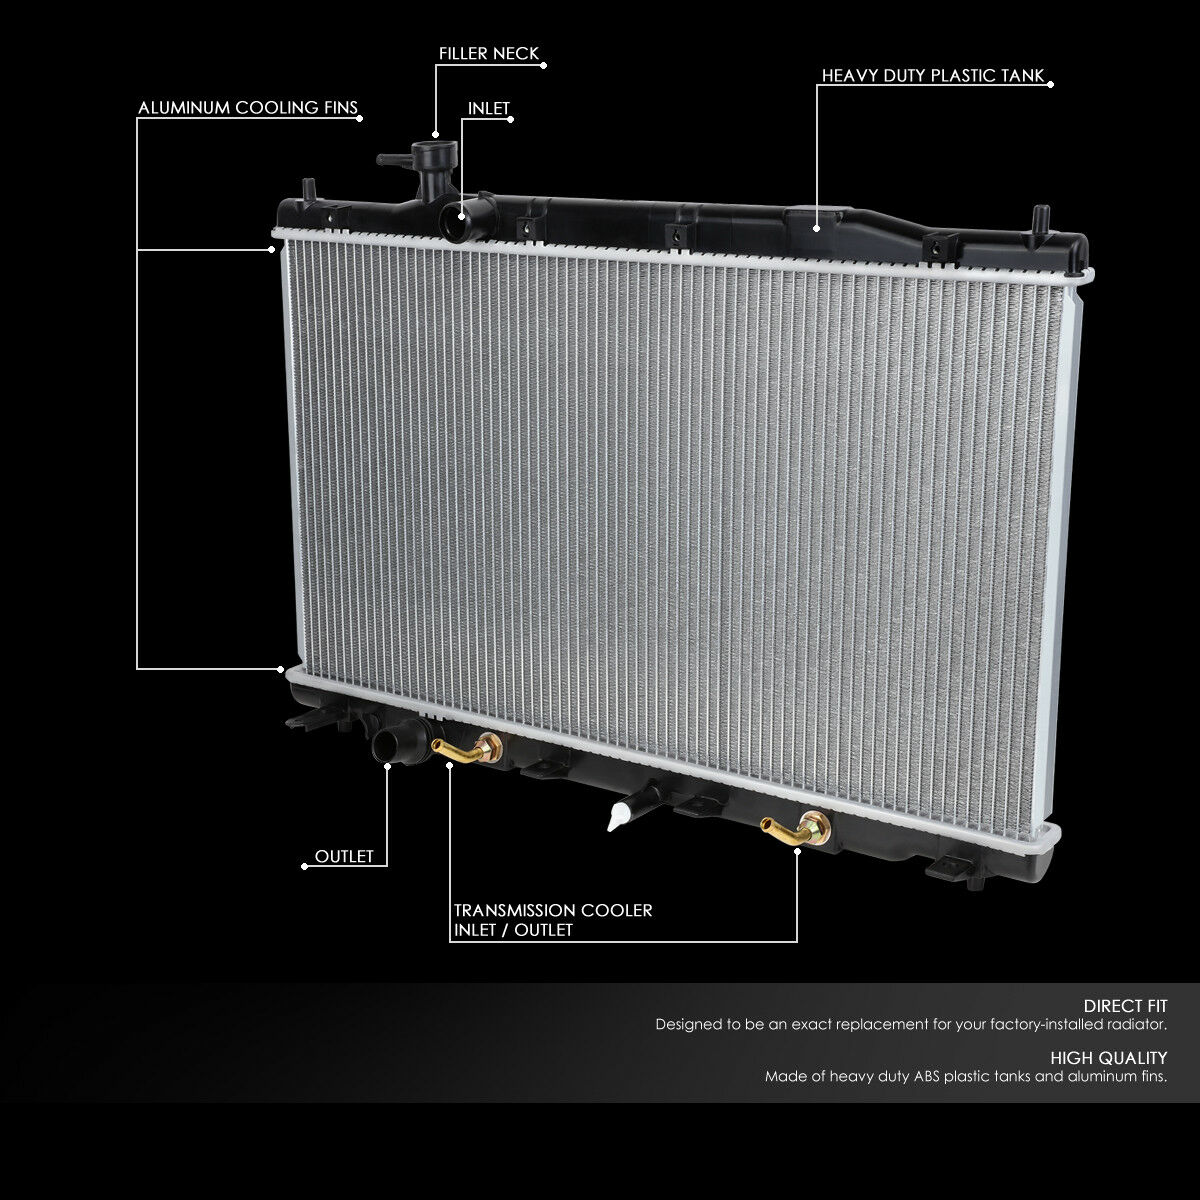 FILLER NECK
HEAVY DUTY PLASTIC TANK
ALUMINUM COOLING FINS
INLET
OUTLET
TRANSMISSION COOLER
INLET / OUTLET
DIRECT FIT
Designed to be an exact replacement for your factory-installed radiator.
HIGH QUALITY
Made of heavy duty ABS plastic tanks and aluminum fins.